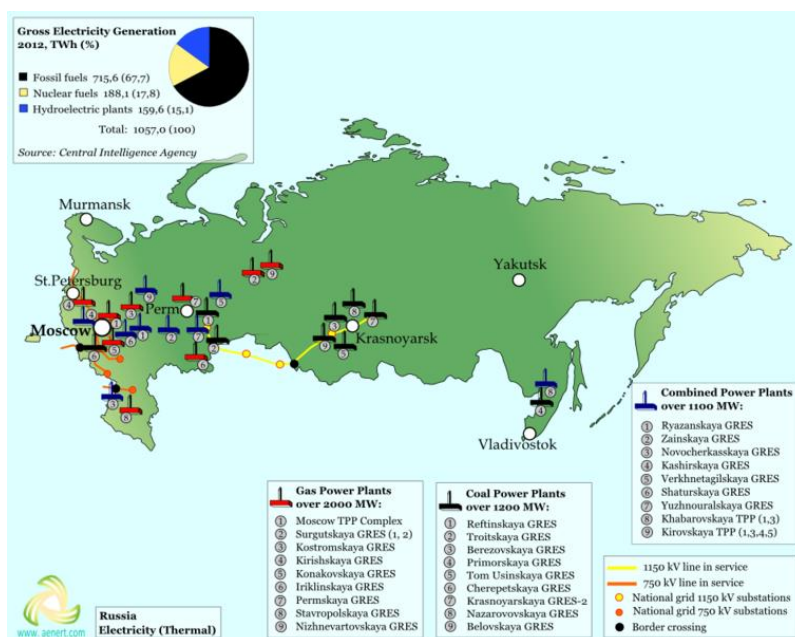 Gross Electricity Generation
2012, TWh (%)
Fossil fuels 715,6 (67,7)
Nuclear fuels 188,1 (17,8)
Hydroelectric plants 159,6 (15,1)
Total: 1057,0 (100)
Source: Central Intelligence Agency
Murmansk
St.Petersburg
Moscow
Perm
Yakutsk
Krasnoyarsk
Vladivostok
Gas Power Plants
over 2000 MW:
1 Moscow TPP Complex
2 Surgutskaya GRES (1, 2)
3 Kostromskaya GRES
4 Kirishskaya GRES
5 Konakovskaya GRES
6 Iriklinskaya GRES
7 Permskaya GRES
8 Stavropolskaya GRES
9 Nizhnevartovskaya GRES
Coal Power Plants
over 1200 MW:
1 Reftinskaya GRES
2 Troitskaya GRES
3 Berezovskaya GRES
4 Primorskaya GRES
5 Tom Usinskaya GRES
6 Cherepetskaya GRES
7 Krasnoyarskaya GRES-2
8 Nazarovovskaya GRES
9 Belovskaya GRES
Combined Power Plants
over 1100 MW:
1 Ryazanskaya GRES
2 Zainskaya GRES
3 Novocherkasskaya GRES
4 Kashirskaya GRES
5 Verkhnetagilskaya GRES
6 Shaturskaya GRES
7 Yuzhnouralskaya GRES
8 Khabarovskaya TPP (1,3)
9 Kirovskaya TPP (1,3,4,5)
1150 kV line in service
750 kV line in service
National grid 1150 kV substations
National grid 750 kV substations
Border crossing
www.aenert.com
Russia
Electricity (Thermal)